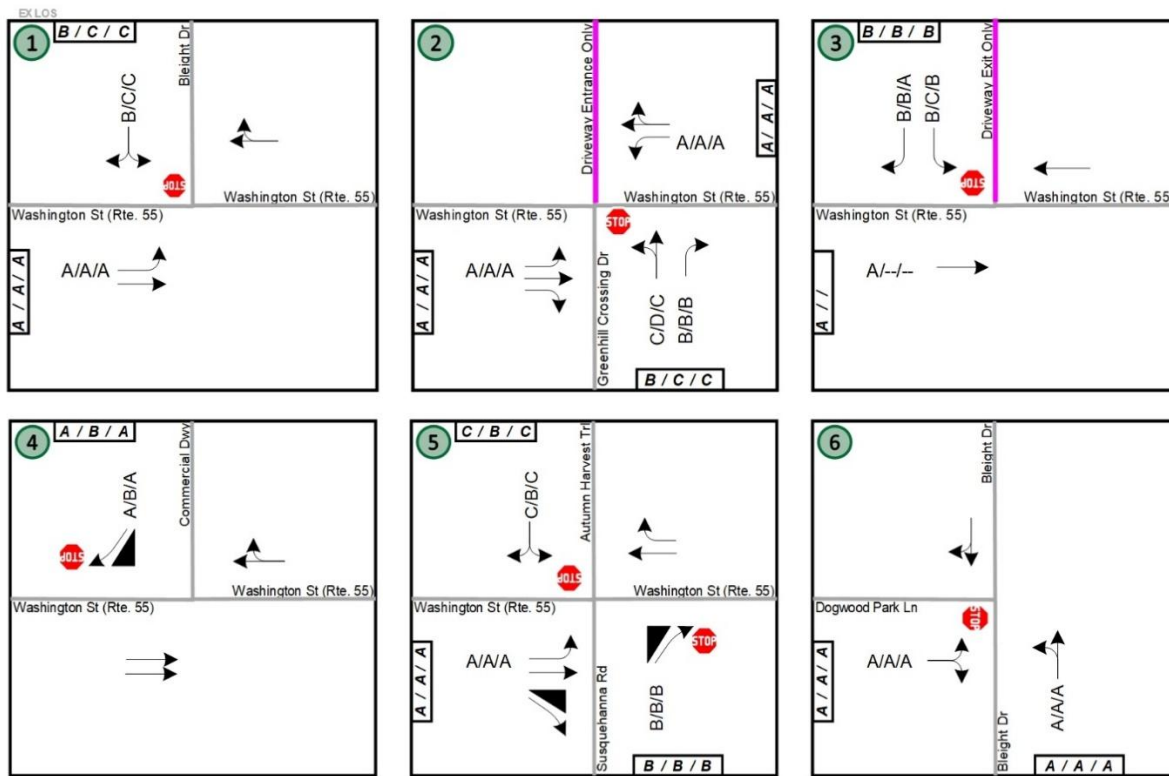 EX LOS
1
B / C / C
Bleight Dr
B/C/C
STOP
Washington St (Rte. 55)
Washington St (Rte. 55)
A/A/A
A / A / A
2
Driveway Entrance Only
A/A/A
A / A / A
Washington St (Rte. 55)
Washington St (Rte. 55)
STOP
A/A/A
A / A / A
Greenhill Crossing Dr
C/D/C
B/B/B
B / C / C
3
B / B / B
Driveway Exit Only
B/B/A
B/C/B
STOP
Washington St (Rte. 55)
Washington St (Rte. 55)
A/--/--
A / /
4
A / B / A
Commercial Dwy
A/B/A
STOP
Washington St (Rte. 55)
Washington St (Rte. 55)
5
C / B / C
Autumn Harvest Trl
C/B/C
STOP
Washington St (Rte. 55)
Washington St (Rte. 55)
A/A/A
A / A / A
Susquehanna Rd
STOP
B/B/B
B / B / B
6
Bleight Dr
Dogwood Park Ln
STOP
A/A/A
A / A / A
Bleight Dr
A/A/A
A / A / A